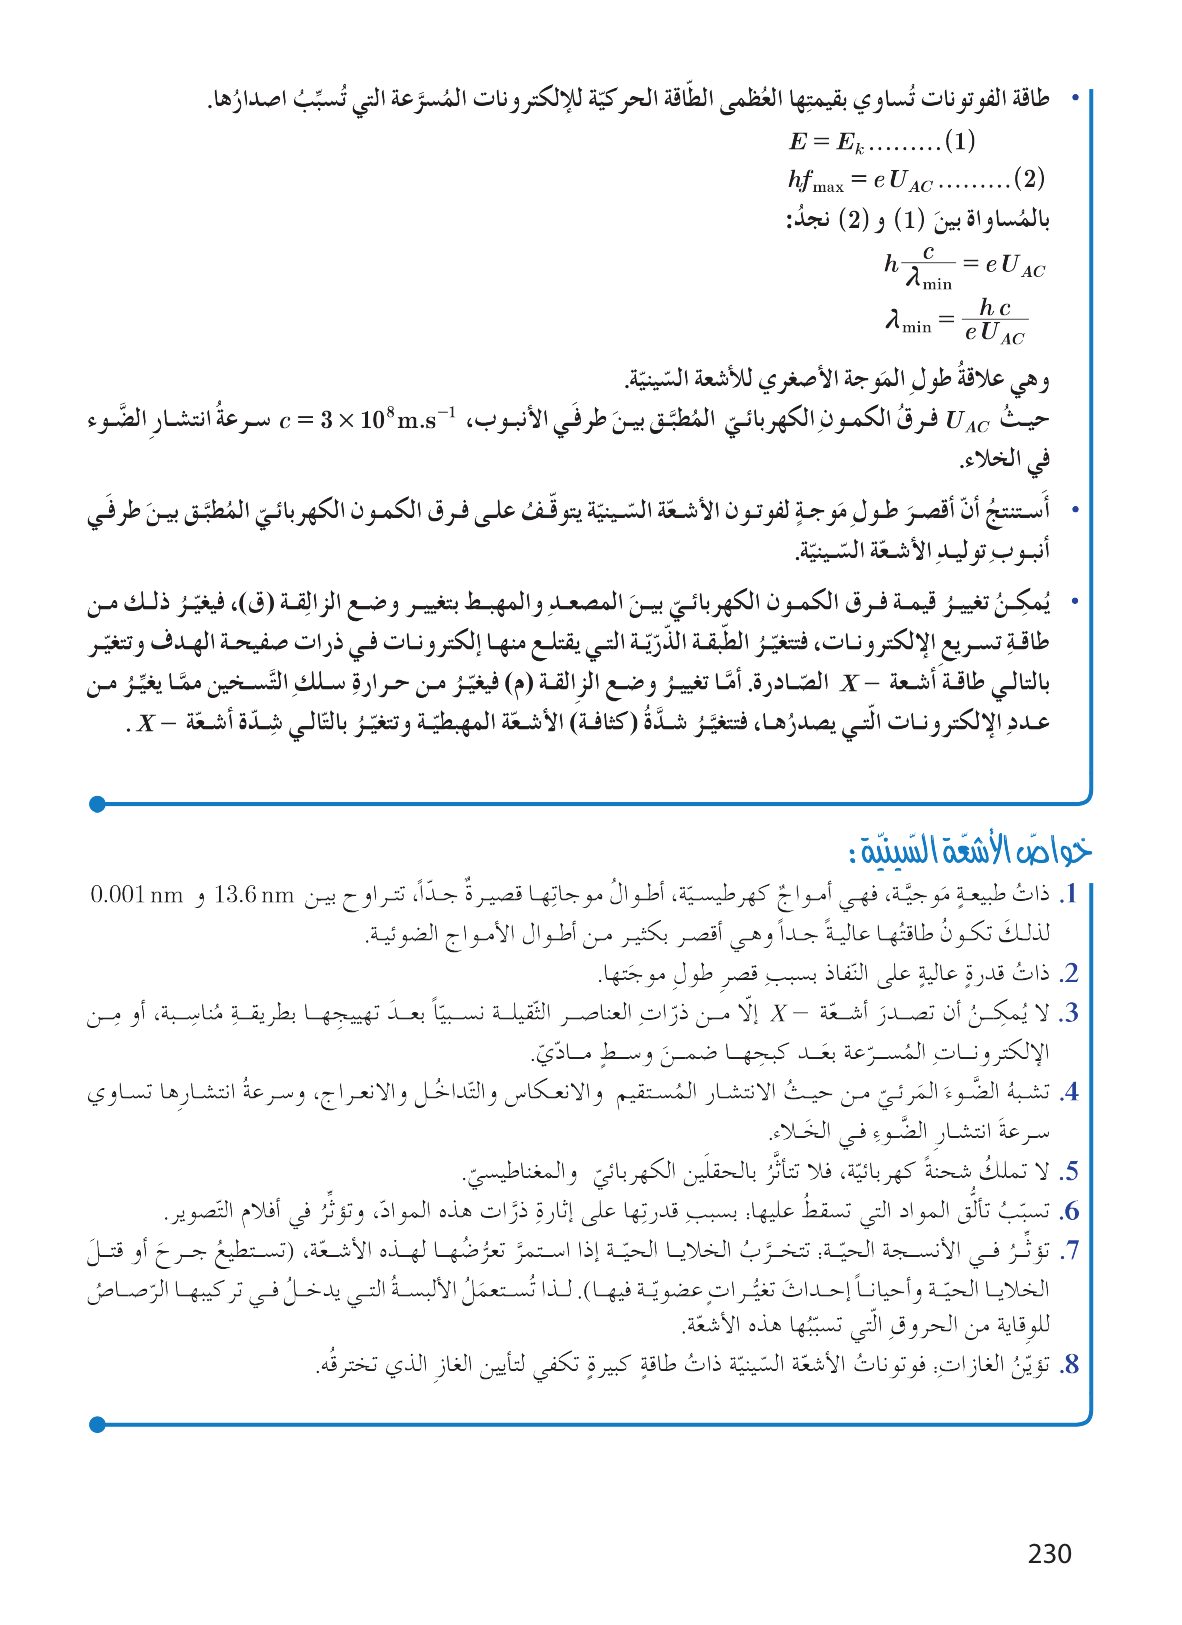 • طاقة الفوتونات تُساوي بقيمتِها العُظمى الطّاقة الحركيّة للإلكترونات المُسرَّعة التي تُسبِّبُ اصدارُها.
E = E_k .........(1)
hf_max = e U_AC .........(2)
بالمُساواة بينَ (1) و (2) نجدُ:
h c/λ_min = e U_AC
λ_min = h c / e U_AC
وهي علاقةُ طولِ المَوجة الأصغري للأشعة السّينيّة.
حيثُ U_AC فرقُ الكمونِ الكهربائيّ المُطبَّق بينَ طرفَي الأنبوب، c = 3 × 10⁸ m.s⁻¹ سرعةُ انتشارِ الضَّوء
في الخلاء.
• أَستنتجُ أنّ أقصرَ طولِ مَوجةٍ لفوتون الأشعّة السّينيّة يتوقّفُ على فرق الكمون الكهربائيّ المُطبَّق بينَ طرفَي
أنبوبِ توليدِ الأشعّة السّينيّة.
• يُمكنُ تغييرُ قيمة فرق الكمون الكهربائيّ بينَ المصعدِ والمهبط بتغيير وضع الزالِقة (ق)، فيغيّرُ ذلك من
طاقةِ تسريعِ الإلكترونات، فتتغيّرُ الطّبقة الذّرّيّة التي يقتلع منها إلكترونات في ذرات صفيحة الهدف وتتغيّر
بالتالي طاقة أشعة X – الصّادرة. أمَّا تغييرُ وضع الزالِقة (م) فيغيّرُ من حرارةِ سلكِ التَّسخين ممَّا يغيِّرُ من
عددِ الإلكترونات الّتي يصدرُها، فتتغيَّرُ شدَّةُ (كثافة) الأشعّة المهبطيّة وتتغيّرُ بالتّالي شِدّة أشعّة X – .
خواصّ الأشعّة السّينيّة :
1. ذاتُ طبيعةٍ مَوجيَّة، فهي أمواجٌ كهرطيسيّة، أطوالُ موجاتِها قصيرةٌ جدّاً، تتراوح بين 13.6 nm و 0.001 nm
لذلكَ تكونُ طاقتُها عاليةً جداً وهي أقصر بكثير من أطوال الأمواج الضوئية.
2. ذاتُ قدرةٍ عاليةٍ على النّفاذ بسببِ قصرِ طولِ موجَتها.
3. لا يُمكِنُ أن تصدرَ أشعّة X – إلّا من ذرّاتِ العناصر الثّقيلة نسبيّاً بعدَ تهييجِها بطريقةِ مُناسِبة، أو مِن
الإلكترونات المُسرّعة بعَد كبحِها ضمنَ وسطٍ مادّيّ.
4. تشبهُ الضَّوءَ المَرئيّ من حيثُ الانتشار المُستقيم والانعكاس والتّداخُل والانعراج، وسرعةُ انتشارِها تساوي
سرعةَ انتشارِ الضَّوءِ في الخَلاء.
5. لا تملكُ شحنةً كهربائيّة، فلا تتأثَّرُ بالحقلَين الكهربائيّ والمغناطيسيّ.
6. تسبّبُ تألُّق المواد التي تسقطُ عليها: بسببِ قدرتِها على إثارةِ ذرَّات هذه الموادّ، وتؤثِّرُ في أفلام التّصوير.
7. تؤثِّرُ في الأنسجة الحيّة: تتخرَّبُ الخلايا الحيّة إذا استمرَّ تعرُّضُها لهذه الأشعّة، (تستطيعُ جرحَ أو قتلَ
الخلايا الحيّة وأحياناً إحداثَ تغيُّراتٍ عضويّة فيها). لذا تُستعمَلُ الألبسةُ التي يدخلُ في تركيبها الرّصاصُ
للوِقاية من الحروقِ الّتي تسبّبُها هذه الأشعّة.
8. تؤيّنُ الغازاتِ: فوتوناتُ الأشعّة السّينيّة ذاتُ طاقةٍ كبيرةٍ تكفي لتأيين الغازِ الذي تخترقُه.
230